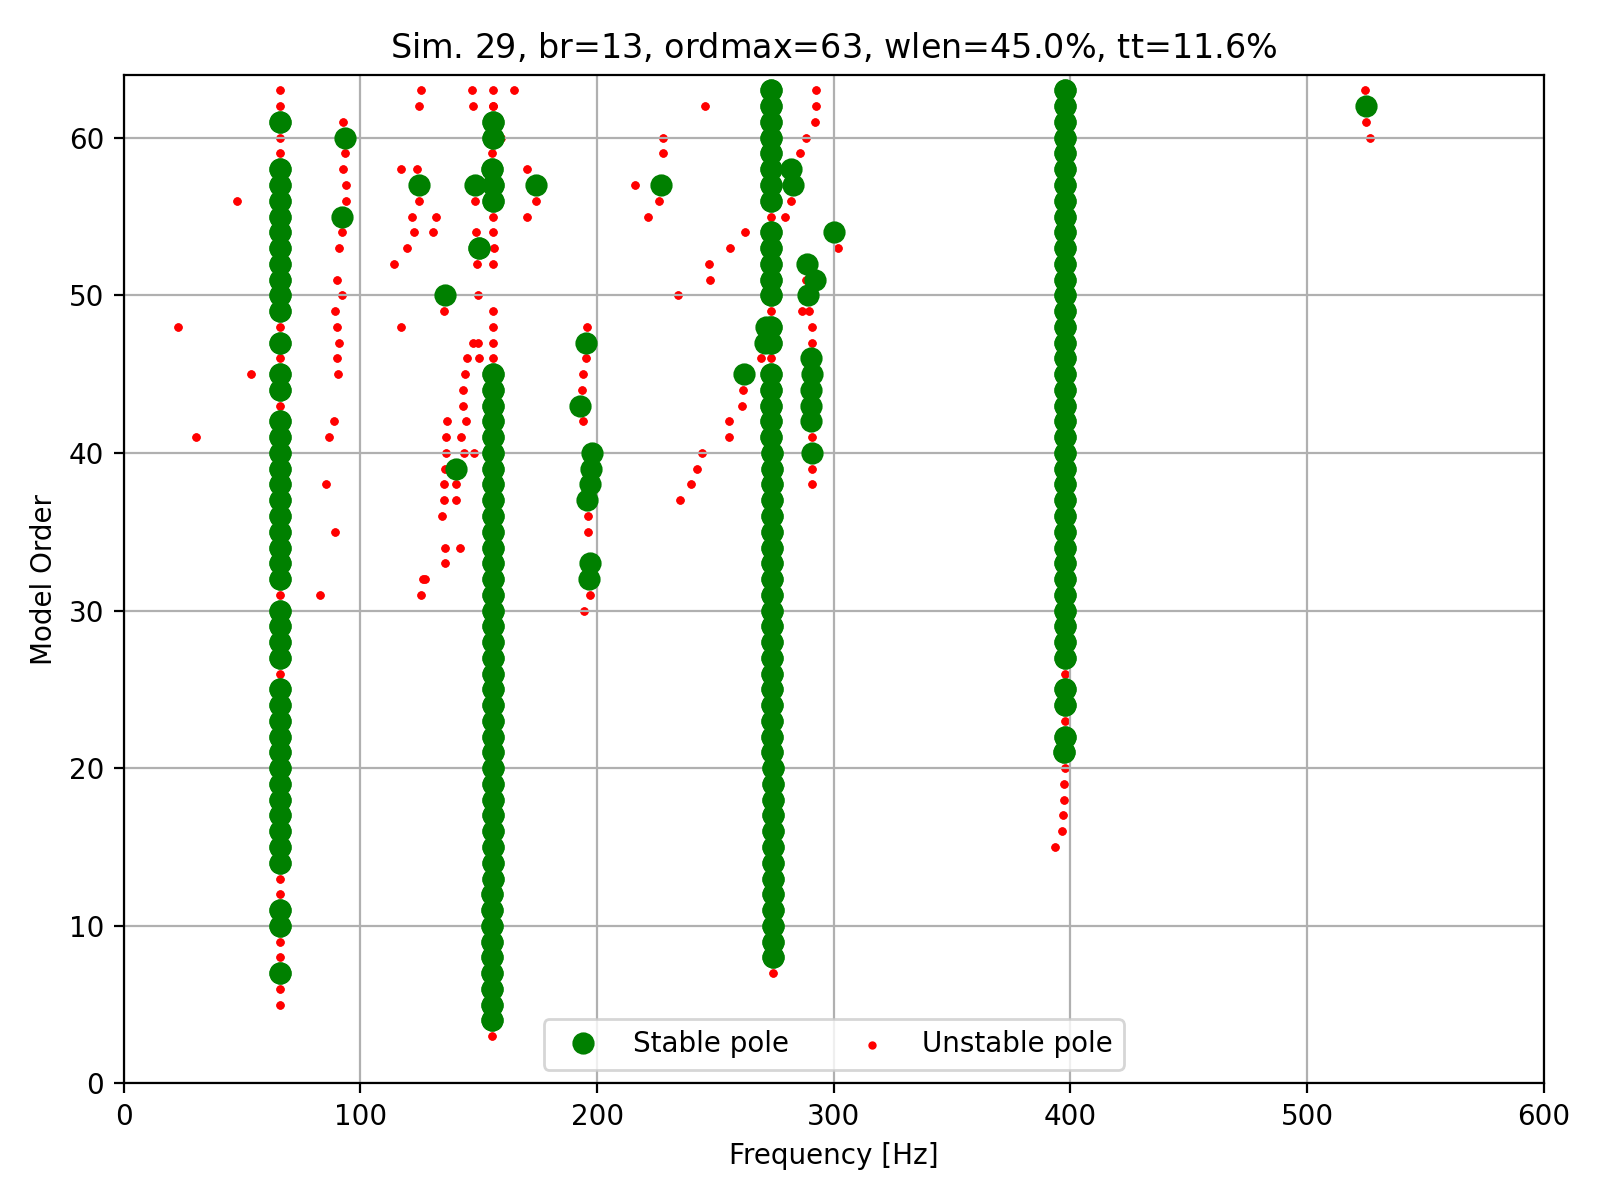 Sim. 29, br=13, ordmax=63, wlen=45.0%, tt=11.6%
60
50
40
30
20
10
0
Model Order
Stable pole
Unstable pole
0
100
200
300
400
500
600
Frequency [Hz]